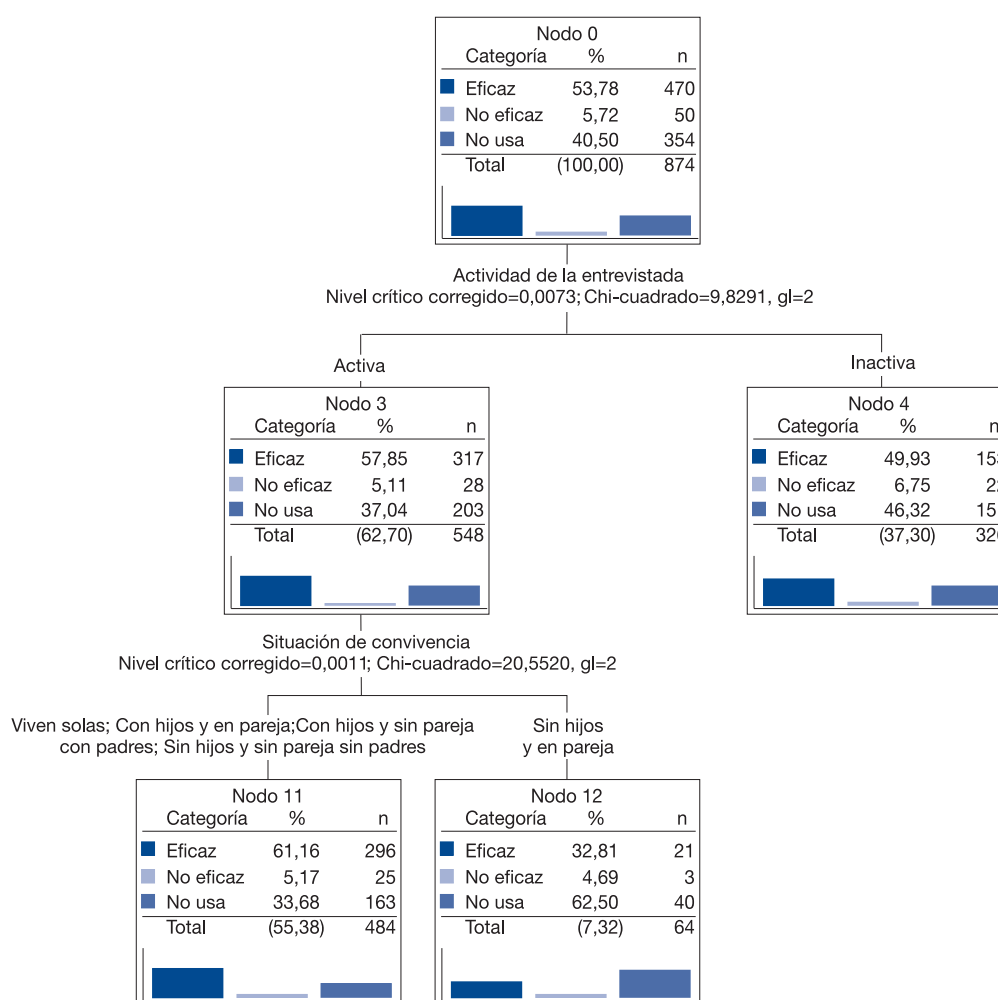 Nodo 0
Categoría % n
Eficaz 53,78 470
No eficaz 5,72 50
No usa 40,50 354
Total (100,00) 874
Actividad de la entrevistada
Nivel crítico corregido=0,0073; Chi-cuadrado=9,8291, gl=2
Activa
Inactiva
Nodo 3
Categoría % n
Eficaz 57,85 317
No eficaz 5,11 28
No usa 37,04 203
Total (62,70) 548
Nodo 4
Categoría % n
Eficaz 49,93
No eficaz 6,75
No usa 46,32
Total (37,30)
Situación de convivencia
Nivel crítico corregido=0,0011; Chi-cuadrado=20,5520, gl=2
Viven solas; Con hijos y en pareja;Con hijos y sin pareja
con padres; Sin hijos y sin pareja sin padres
Sin hijos
y en pareja
Nodo 11
Categoría % n
Eficaz 61,16 296
No eficaz 5,17 25
No usa 33,68 163
Total (55,38) 484
Nodo 12
Categoría % n
Eficaz 32,81 21
No eficaz 4,69 3
No usa 62,50 40
Total (7,32) 64